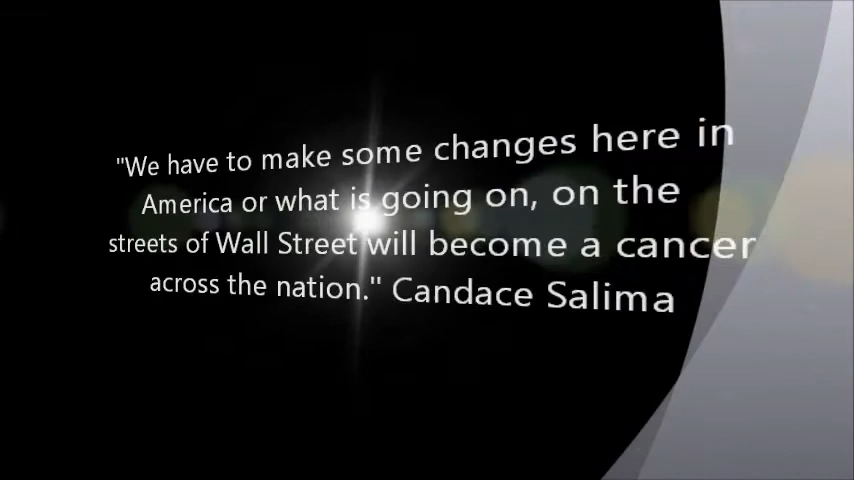 "We have to make some changes here in
America or what is going on, on the
streets of Wall Street will become a cancer
across the nation." Candace Salima